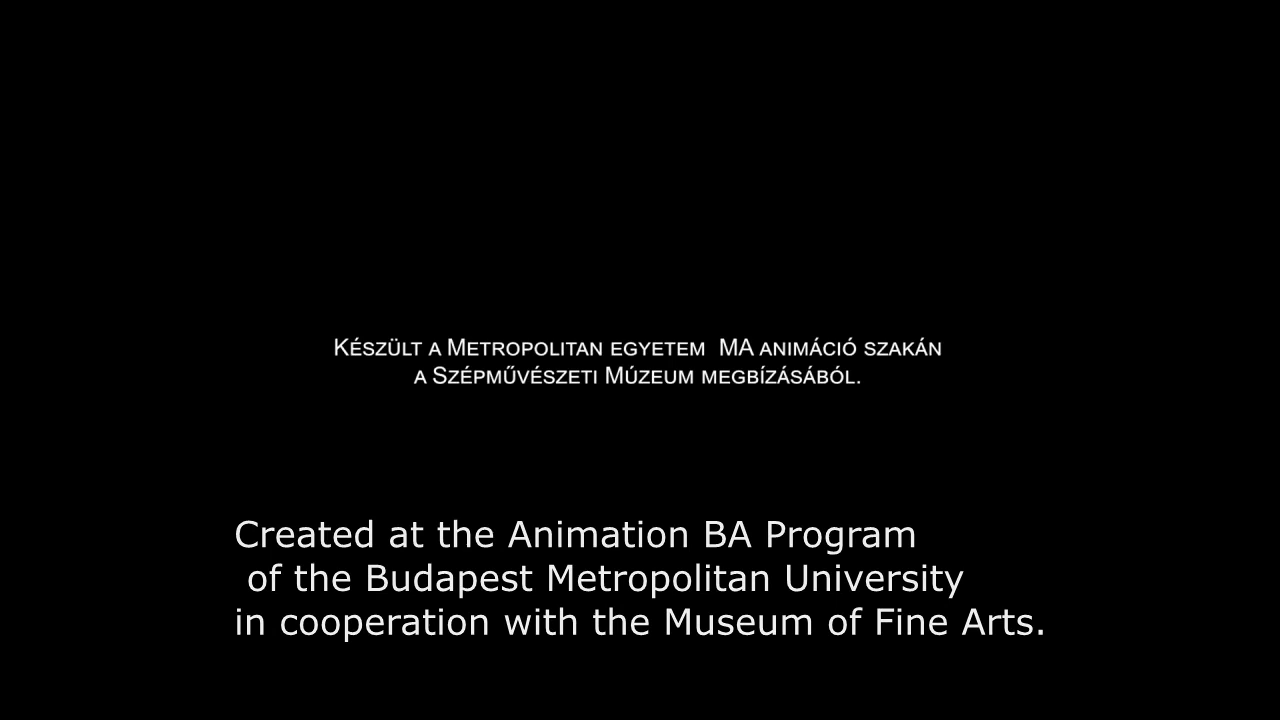 Készült a Metropolitan egyetem MA animáció szakán
a Szépművészeti Múzeum megbízásából.
Created at the Animation BA Program
of the Budapest Metropolitan University
in cooperation with the Museum of Fine Arts.